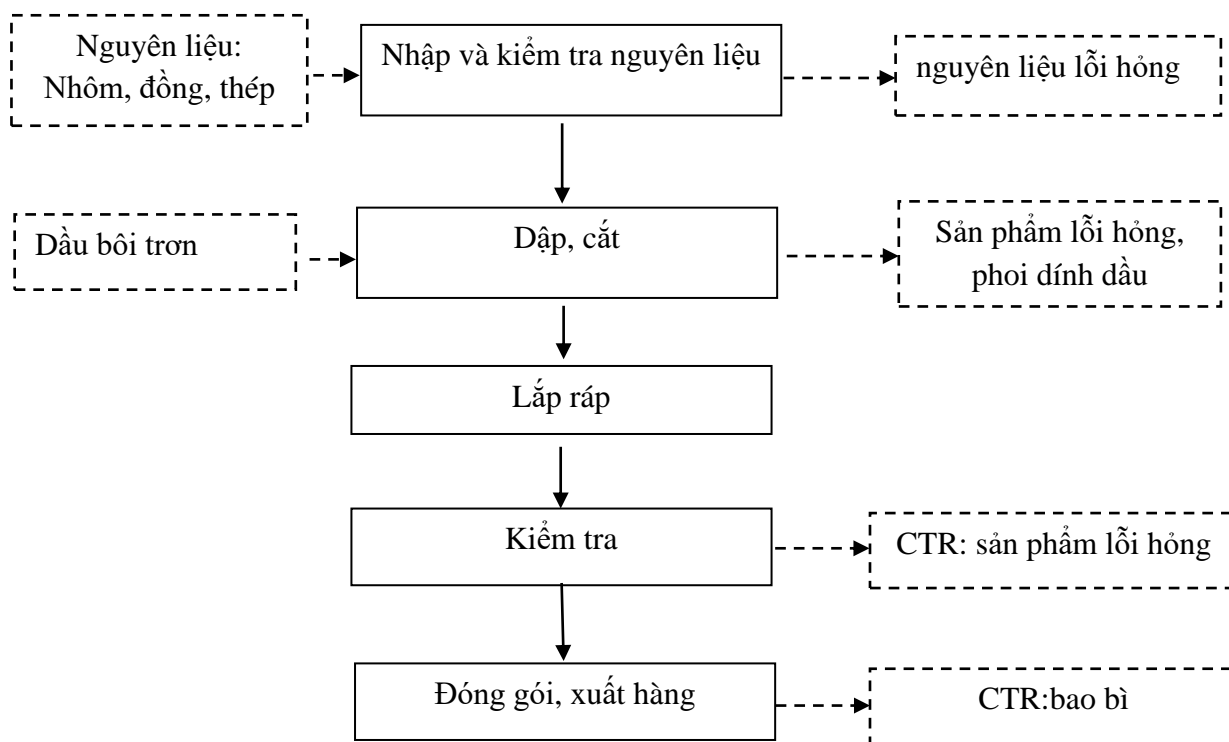 Nguyên liệu:
Nhôm, đồng, thép
Nhập và kiểm tra nguyên liệu
nguyên liệu lỗi hỏng
Dầu bôi trơn
Dập, cắt
Sản phẩm lỗi hỏng,
phoi dính dầu
Lắp ráp
Kiểm tra
CTR: sản phẩm lỗi hỏng
Đóng gói, xuất hàng
CTR:bao bì